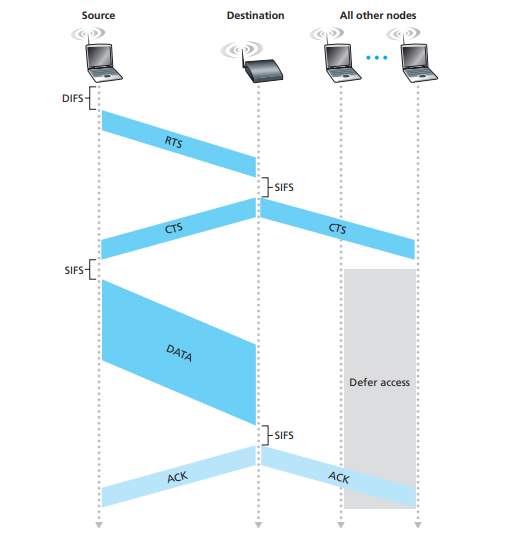 Source
Destination
All other nodes
DIFS
RTS
SIFS
CTS
CTS
SIFS
DATA
Defer access
SIFS
ACK
ACK